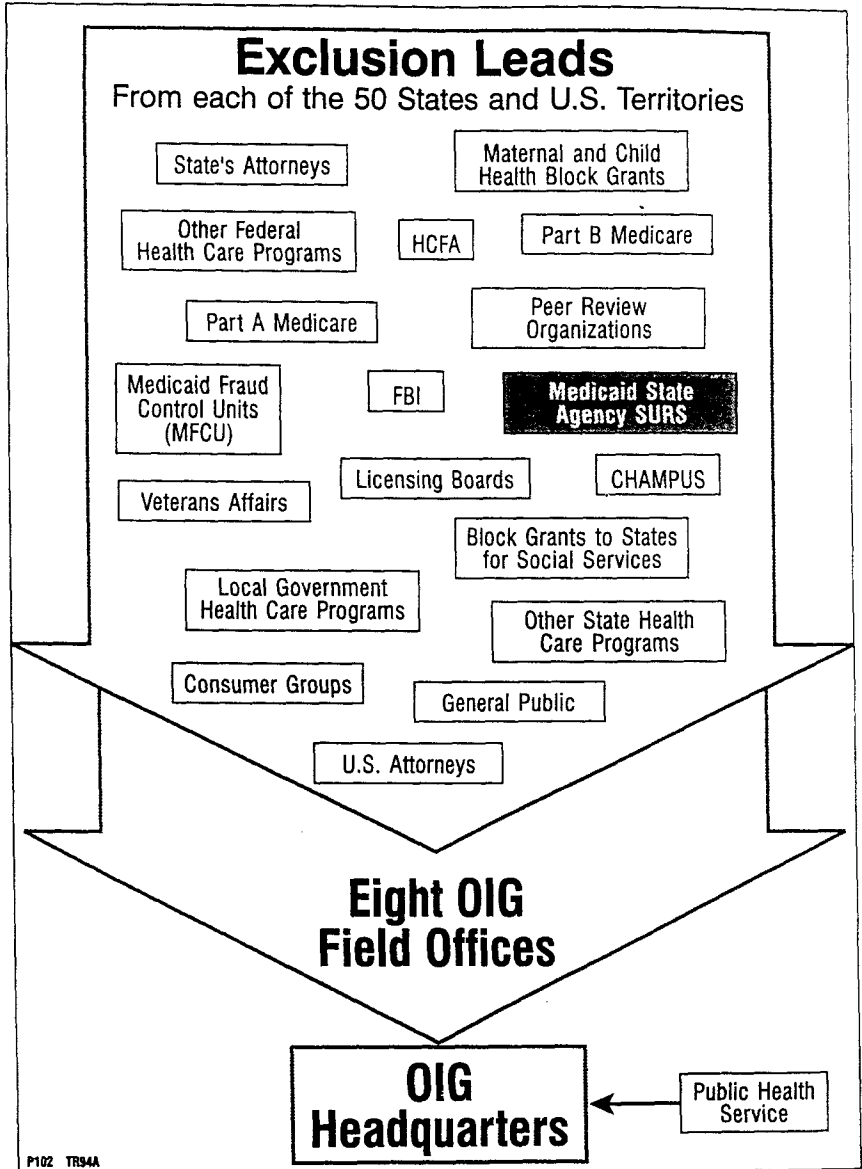 Exclusion Leads
From each of the 50 States and U.S. Territories
State's Attorneys
Maternal and Child
Health Block Grants
Other Federal
Health Care Programs
HCFA
Part B Medicare
Part A Medicare
Peer Review
Organizations
Medicaid Fraud
Control Units
(MFCU)
FBI
Medicaid State
Agency SURS
Licensing Boards
CHAMPUS
Veterans Affairs
Block Grants to States
for Social Services
Local Government
Health Care Programs
Other State Health
Care Programs
Consumer Groups
General Public
U.S. Attorneys
Eight OIG
Field Offices
OIG
Headquarters
Public Health
Service
P102 TR94A